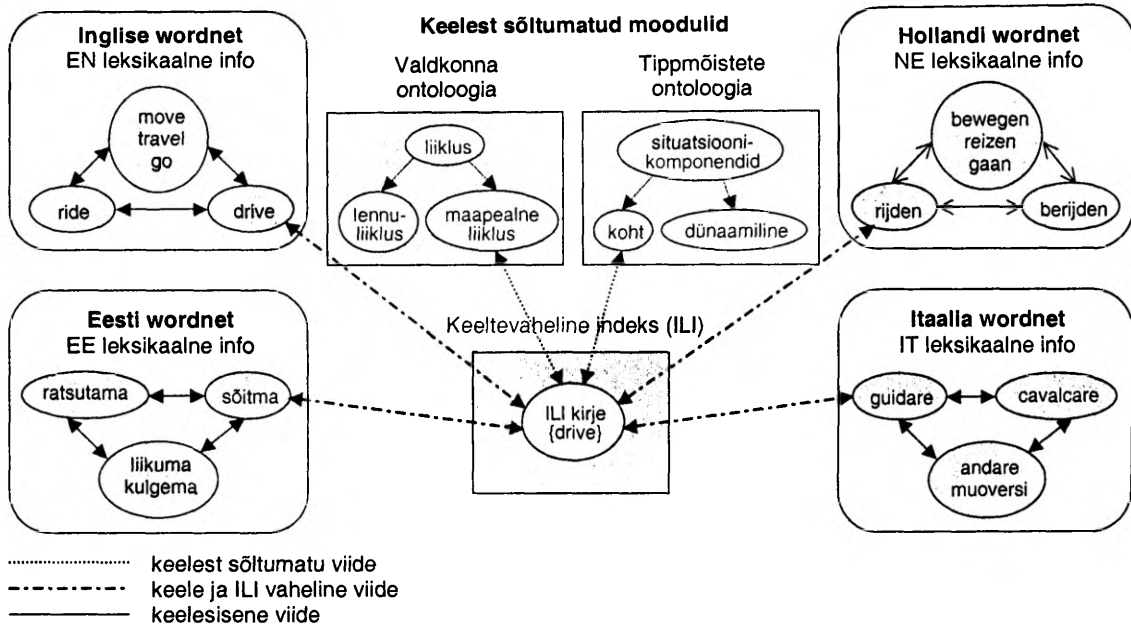 Inglise wordnet
EN leksikaalne info
move
travel
go
ride
drive
Keelest sõltumatud moodulid
Valdkonna
ontoloogia
liiklus
lennu-
liiklus
maapealne
liiklus
Tippmõistete
ontoloogia
situatsiooni-
komponendid
koht
dünaamiline
Hollandi wordnet
NE leksikaalne info
bewegen
reizen
gaan
rijden
berijden
Eesti wordnet
EE leksikaalne info
ratsutama
sõitma
liikuma
kulgema
Keeltevaheline indeks (ILI)
ILI kirje
{drive}
Itaalia wordnet
IT leksikaalne info
guidare
cavalcare
andare
muoversi
keelest sõltumatu viide
keele ja ILI vaheline viide
keelesisene viide